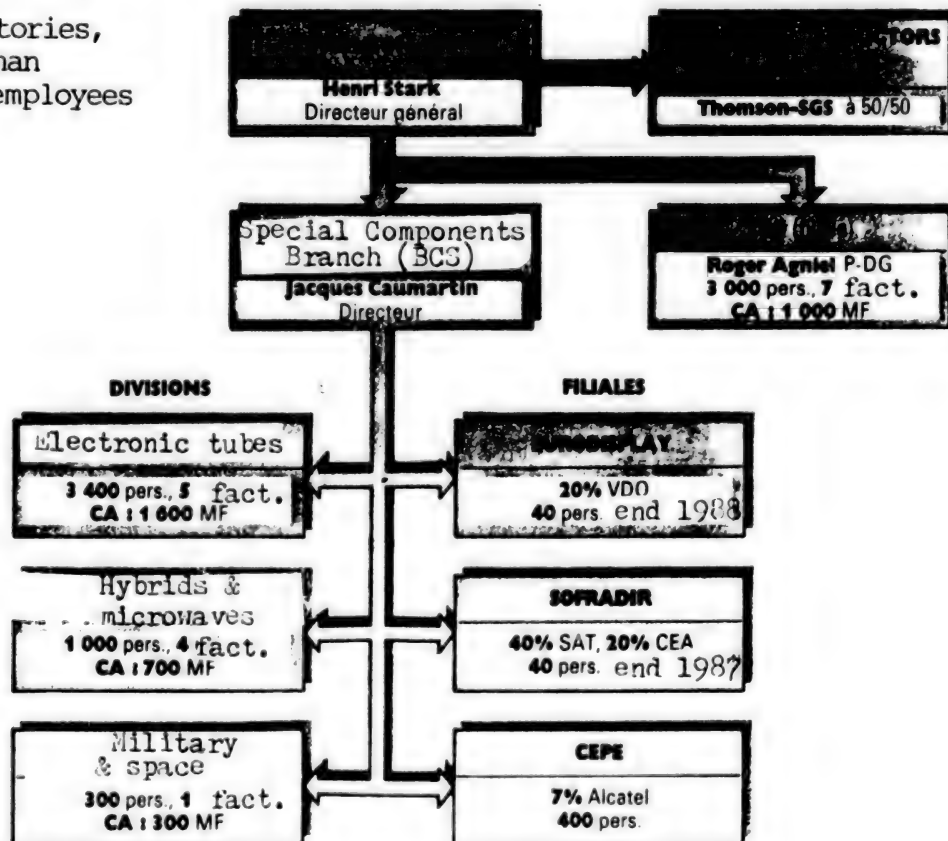 tories,
han
employees
Henri Stark
Directeur général
TORS
Thomson-SGS à 50/50
Special Components
Branch (BCS)
Jacques Caumartin
Directeur
Roger Agniel P-DG
3 000 pers., 7 fact.
CA : 1 000 MF
DIVISIONS
FILIALES
Electronic tubes
3 400 pers., 5 fact.
CA : 1 600 MF
EURODISPLAY
20% VDO
40 pers. end 1988
Hybrids &
microwaves
1 000 pers., 4 fact.
CA : 700 MF
SOFRADIR
40% SAT, 20% CEA
40 pers. end 1987
Military
& space
300 pers., 1 fact.
CA : 300 MF
CEPE
7% Alcatel
400 pers.